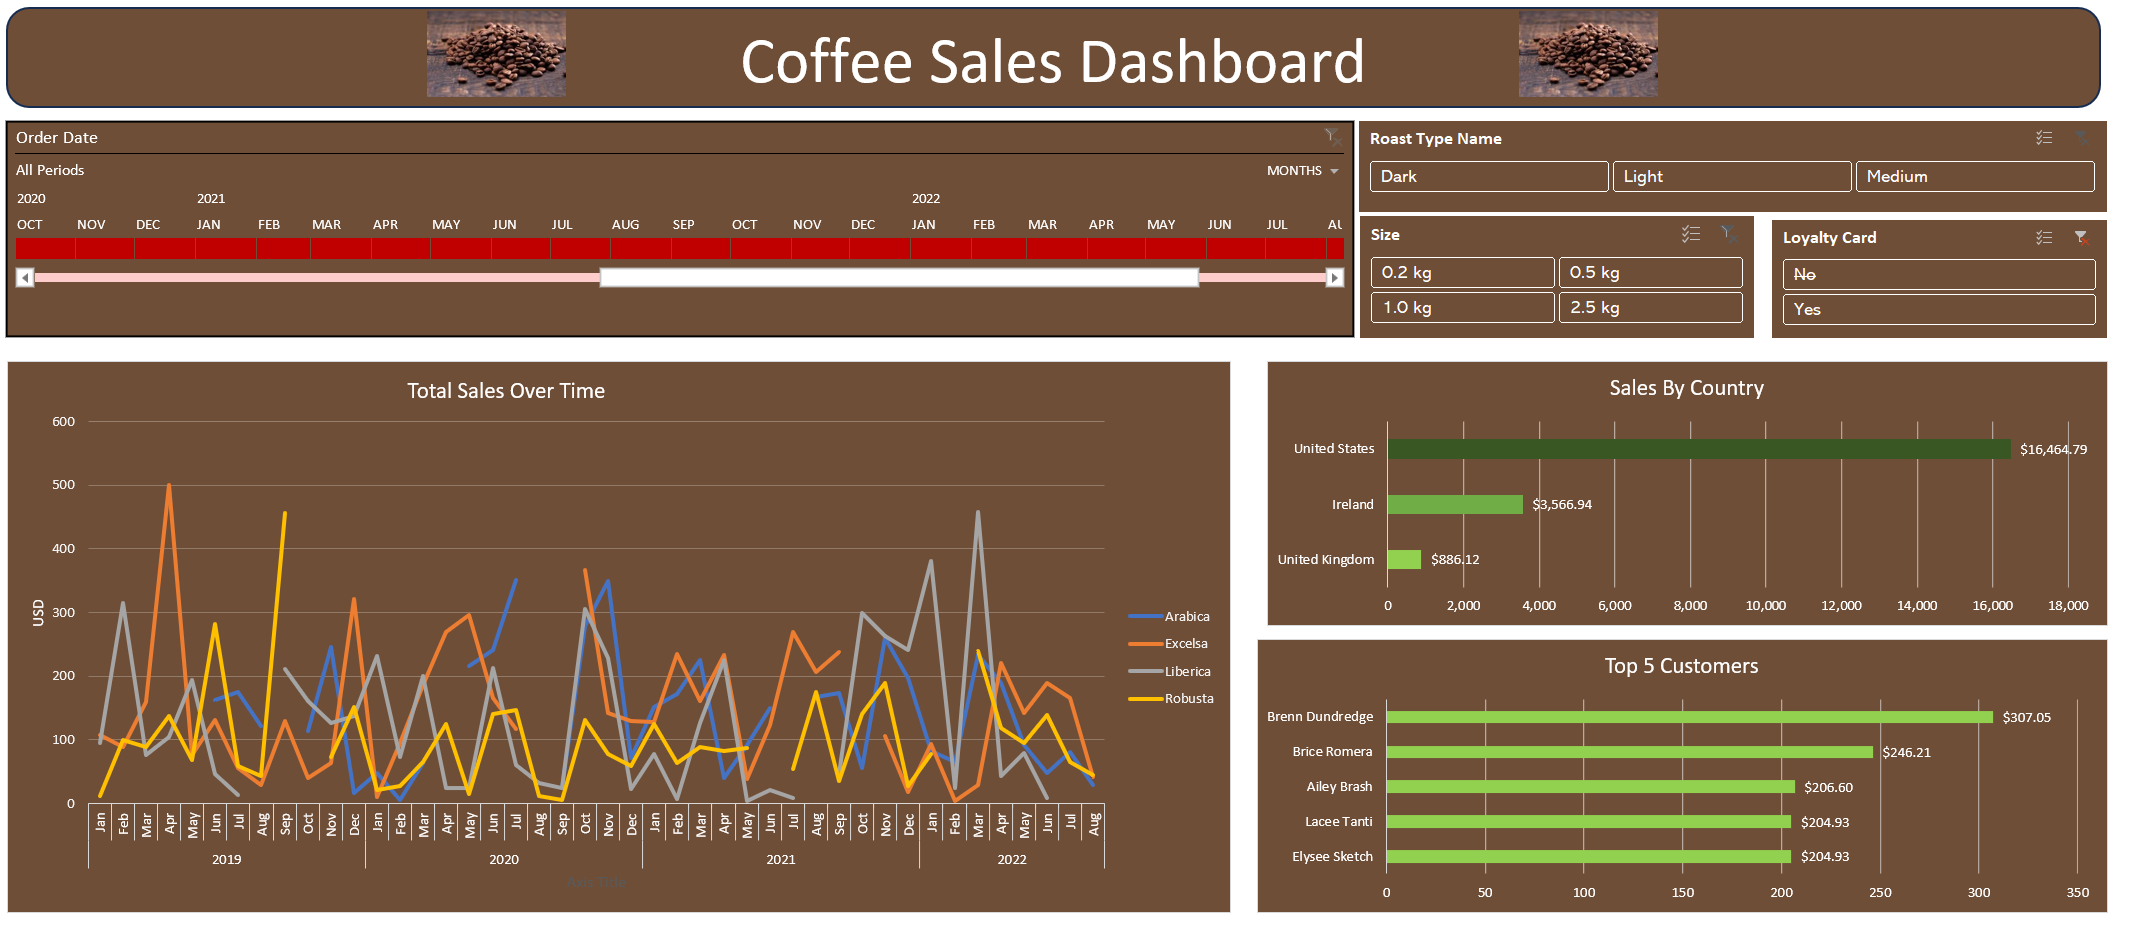 Coffee Sales Dashboard
Order Date
All Periods
MONTHS
2020 2021 2022
OCT NOV DEC JAN FEB MAR APR MAY JUN JUL AUG SEP OCT NOV DEC JAN FEB MAR APR MAY JUN JUL AU
Roast Type Name
Dark Light Medium
Size
0.2 kg 0.5 kg
1.0 kg 2.5 kg
Loyalty Card
No
Yes
Total Sales Over Time
600
500
400
300
200
100
0
USD
Jan Feb Mar Apr May Jun Jul Aug Sep Oct Nov Dec Jan Feb Mar Apr May Jun Jul Aug Sep Oct Nov Dec Jan Feb Mar Apr May Jun Jul Aug Sep Oct Nov Dec Jan Feb Mar Apr May Jun Jul Aug
2019 2020 2021 2022
Axis Title
Arabica
Excelsa
Liberica
Robusta
Sales By Country
United States $16,464.79
Ireland $3,566.94
United Kingdom $886.12
0 2,000 4,000 6,000 8,000 10,000 12,000 14,000 16,000 18,000
Top 5 Customers
Brenn Dundredge $307.05
Brice Romera $246.21
Ailey Brash $206.60
Lacee Tanti $204.93
Elysee Sketch $204.93
0 50 100 150 200 250 300 350